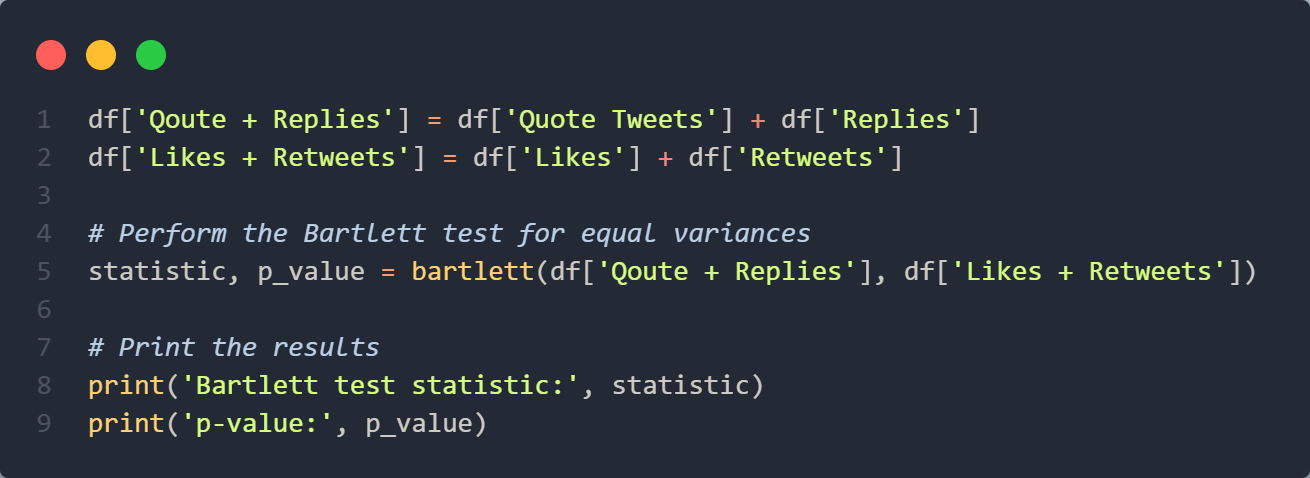 1 df['Qoute + Replies'] = df['Quote Tweets'] + df['Replies']
2 df['Likes + Retweets'] = df['Likes'] + df['Retweets']
3
4 # Perform the Bartlett test for equal variances
5 statistic, p_value = bartlett(df['Qoute + Replies'], df['Likes + Retweets'])
6
7 # Print the results
8 print('Bartlett test statistic:', statistic)
9 print('p-value:', p_value)